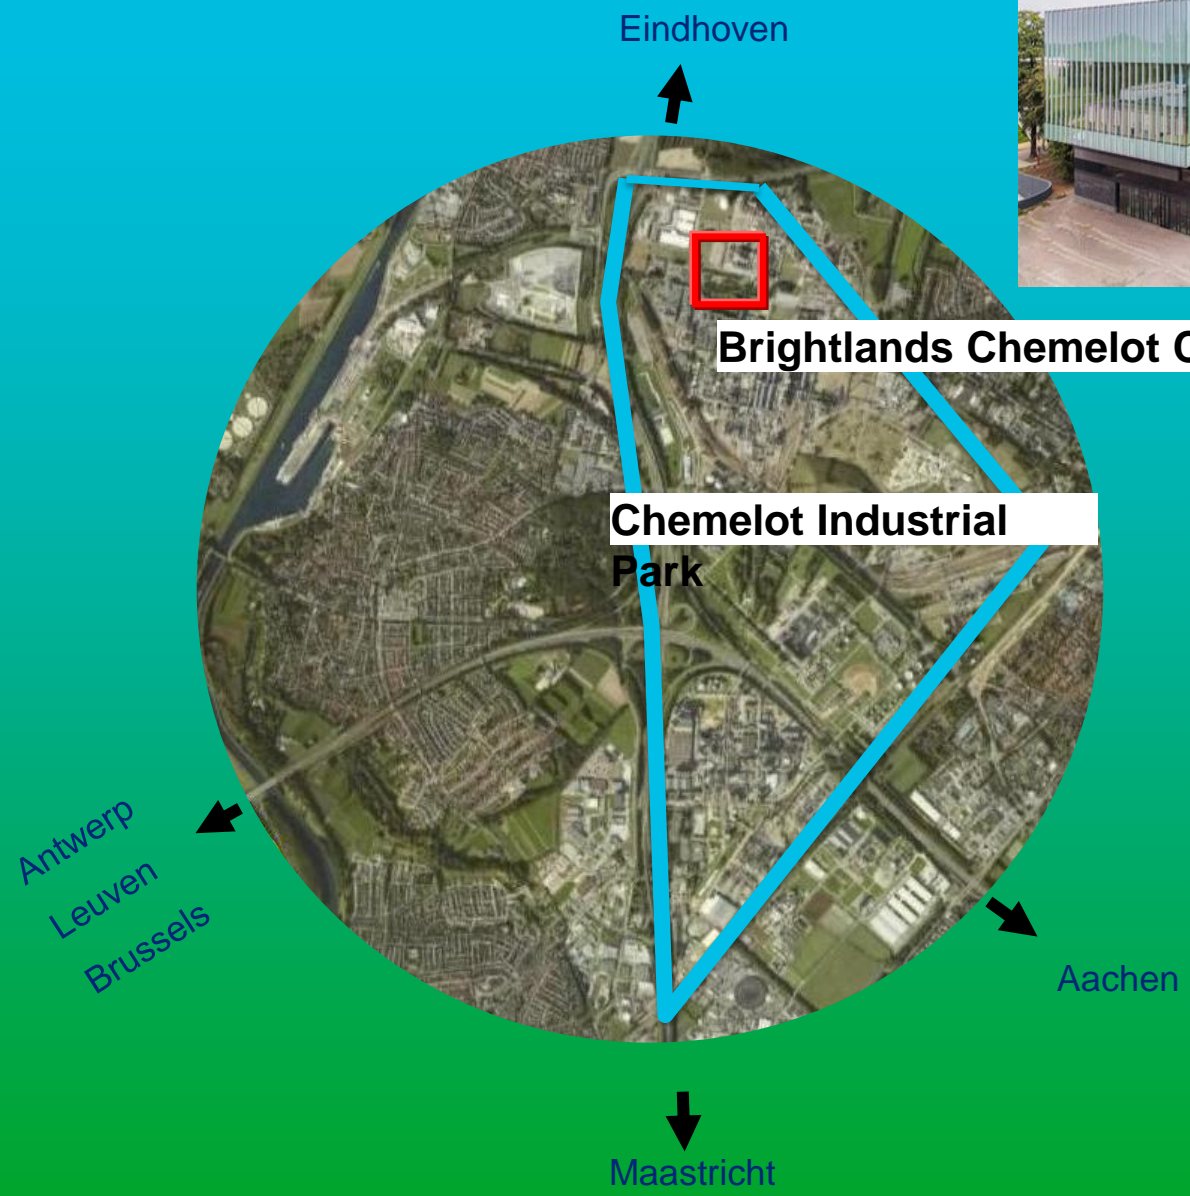 Eindhoven
Brightlands Chemelot C
Chemelot Industrial
Park
Antwerp
Leuven
Brussels
Aachen
Maastricht